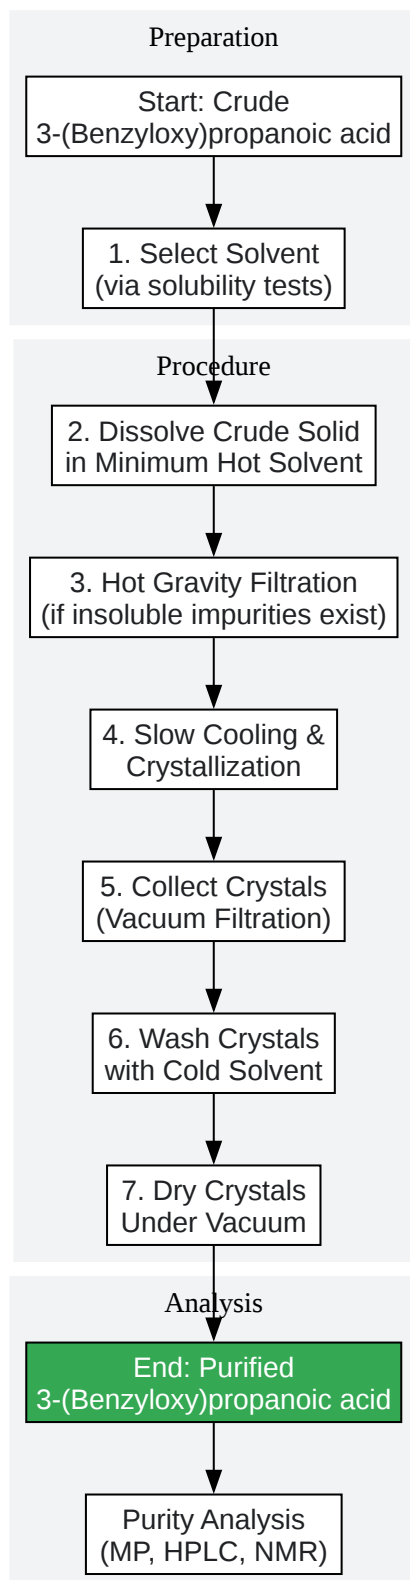 Preparation
Start: Crude
3-(Benzyloxy)propanoic acid
1. Select Solvent
(via solubility tests)
Procedure
2. Dissolve Crude Solid
in Minimum Hot Solvent
3. Hot Gravity Filtration
(if insoluble impurities exist)
4. Slow Cooling &
Crystallization
5. Collect Crystals
(Vacuum Filtration)
6. Wash Crystals
with Cold Solvent
7. Dry Crystals
Under Vacuum
Analysis
End: Purified
3-(Benzyloxy)propanoic acid
Purity Analysis
(MP, HPLC, NMR)